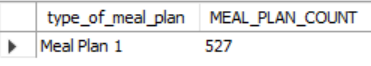 type_of_meal_plan MEAL_PLAN_COUNT
Meal Plan 1 527